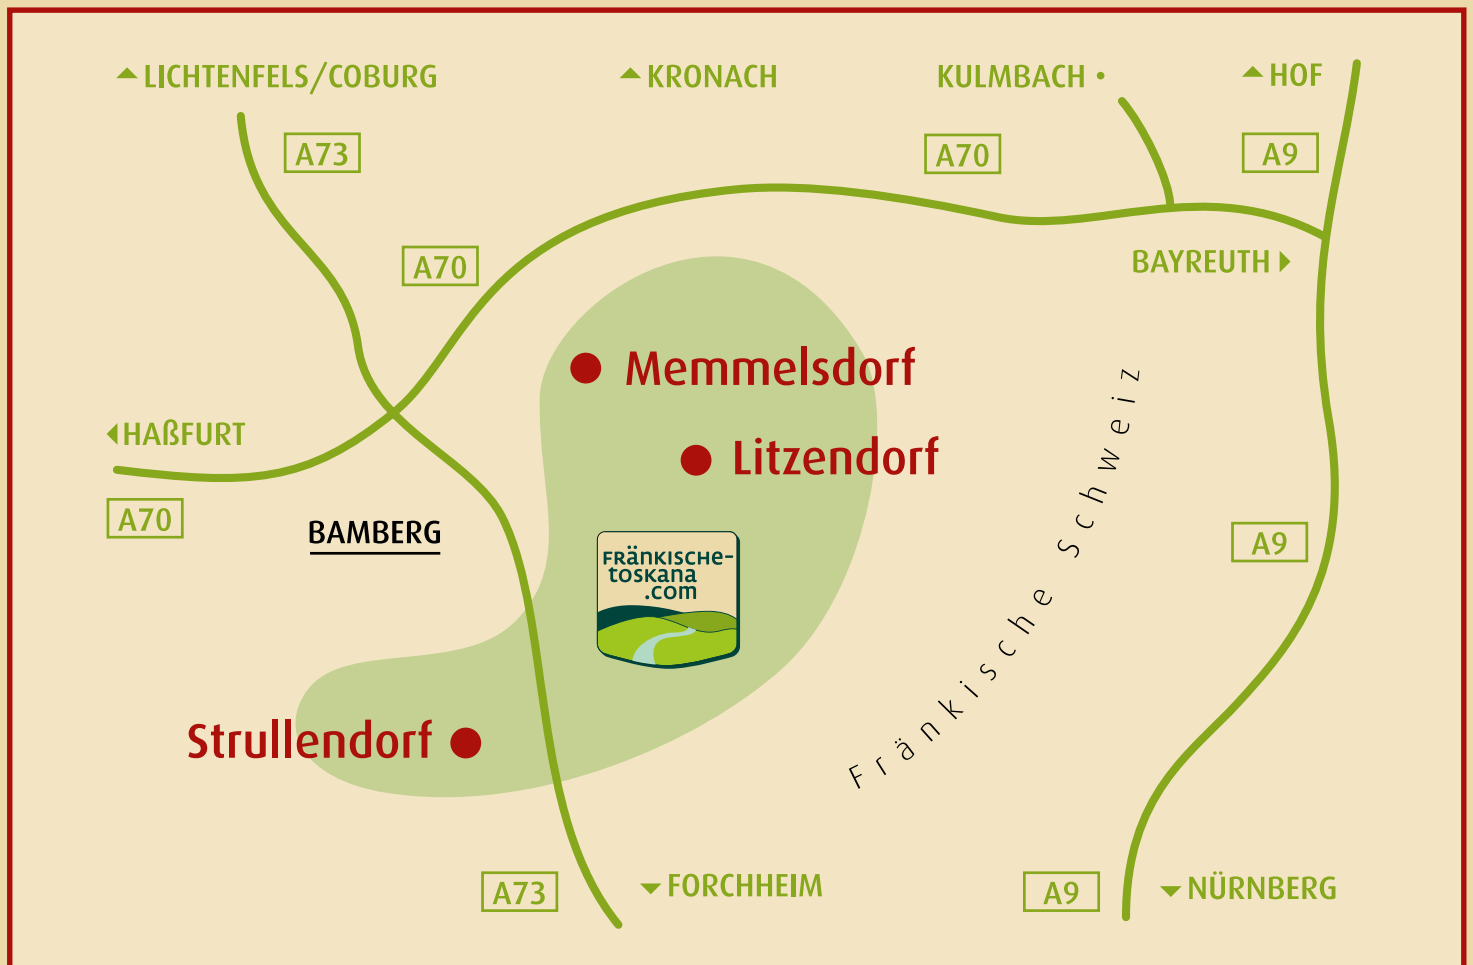 LICHTENFELS/COBURG
KRONACH
KULMBACH
HOF
A73
A70
A9
A70
BAYREUTH
Memmelsdorf
HAßFURT
Litzendorf
A70
BAMBERG
A9
FRäNKISCHE-
TOSKANA
.COM
Fränkische Schweiz
Strullendorf
A73
FORCHHEIM
A9
NÜRNBERG